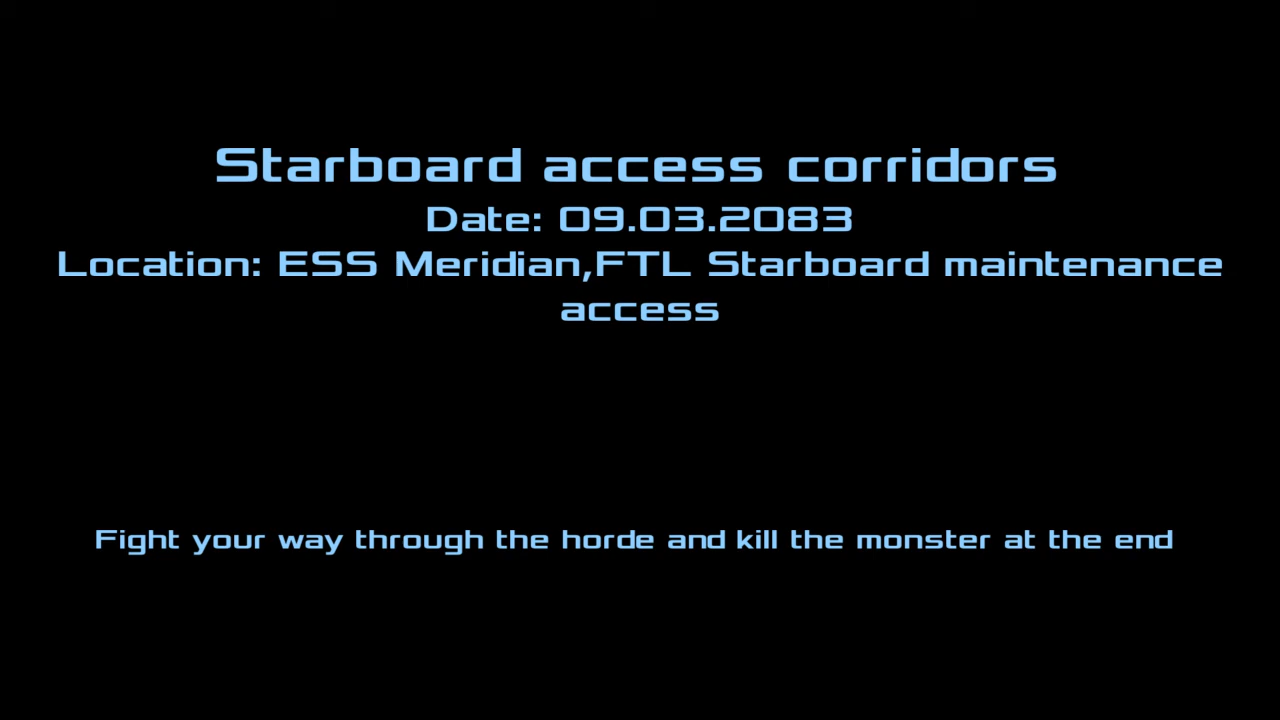 Starboard access corridors
Date: 09.03.2083
Location: ESS Meridian,FTL Starboard maintenance
access
Fight your way through the horde and kill the monster at the end